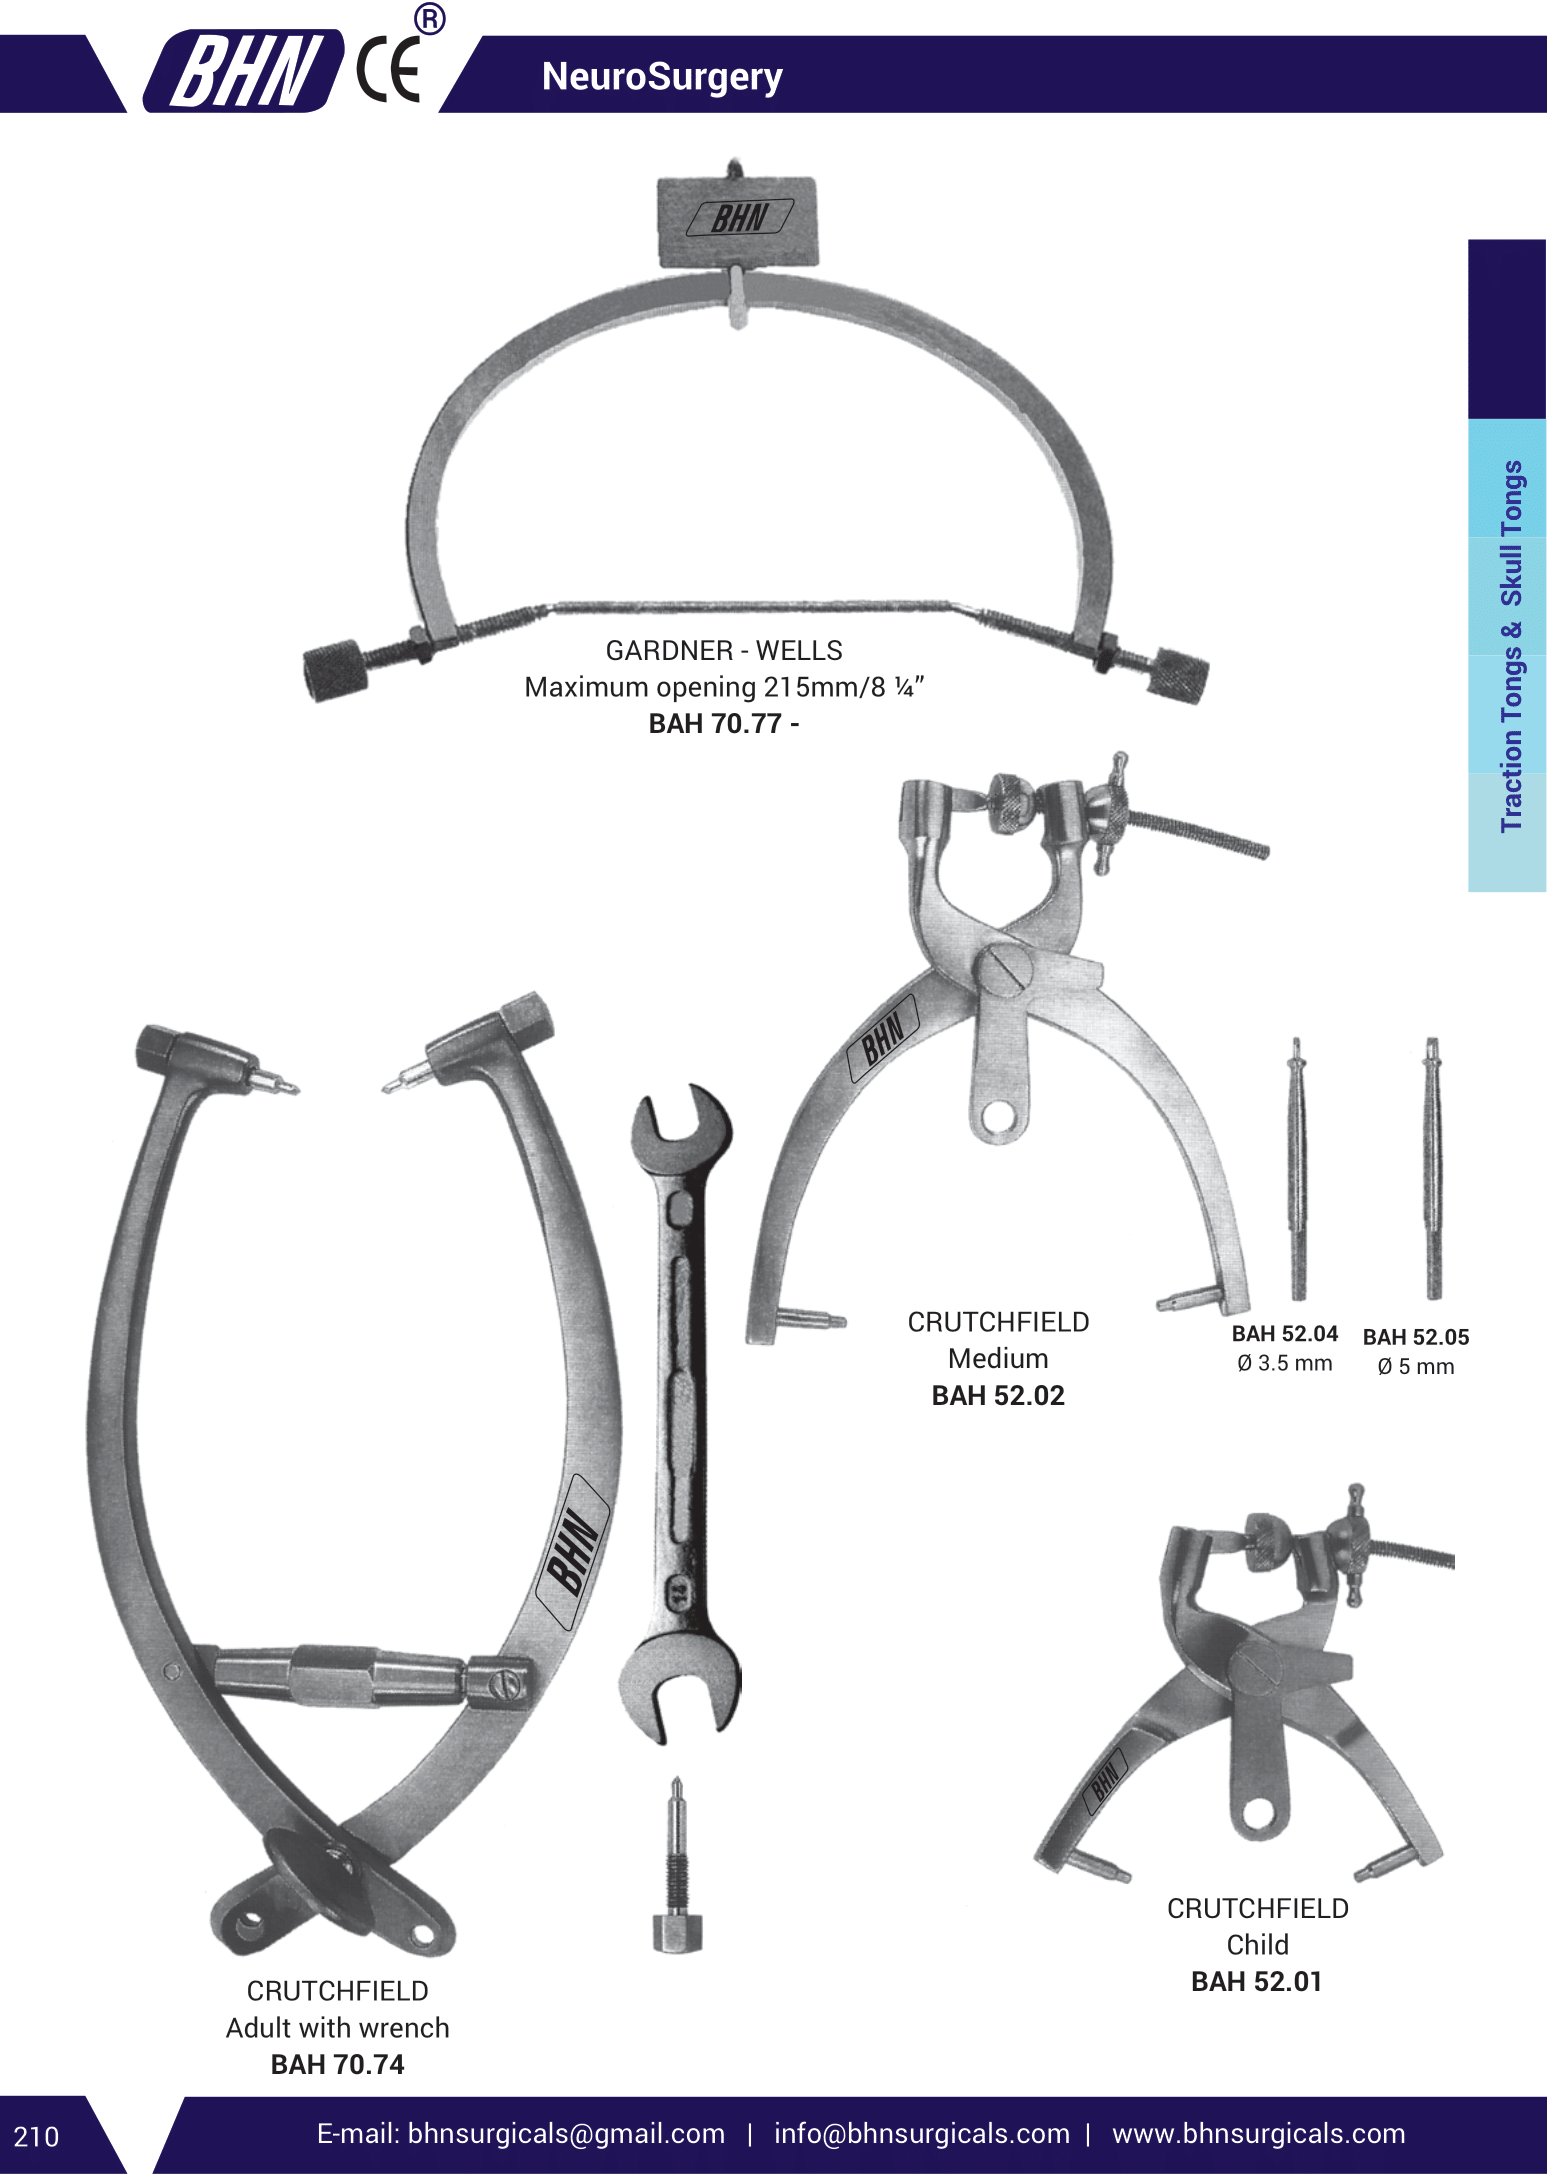 BHN CE ®
NeuroSurgery
BHN
GARDNER - WELLS
Maximum opening 215mm/8 ¼”
BAH 70.77 -
Traction Tongs & Skull Tongs
BHN
CRUTCHFIELD
Medium
BAH 52.02
BAH 52.04
Ø 3.5 mm
BAH 52.05
Ø 5 mm
BHN
14
BHN
CRUTCHFIELD
Child
BAH 52.01
CRUTCHFIELD
Adult with wrench
BAH 70.74
210
E-mail: bhnsurgicals@gmail.com | info@bhnsurgicals.com | www.bhnsurgicals.com